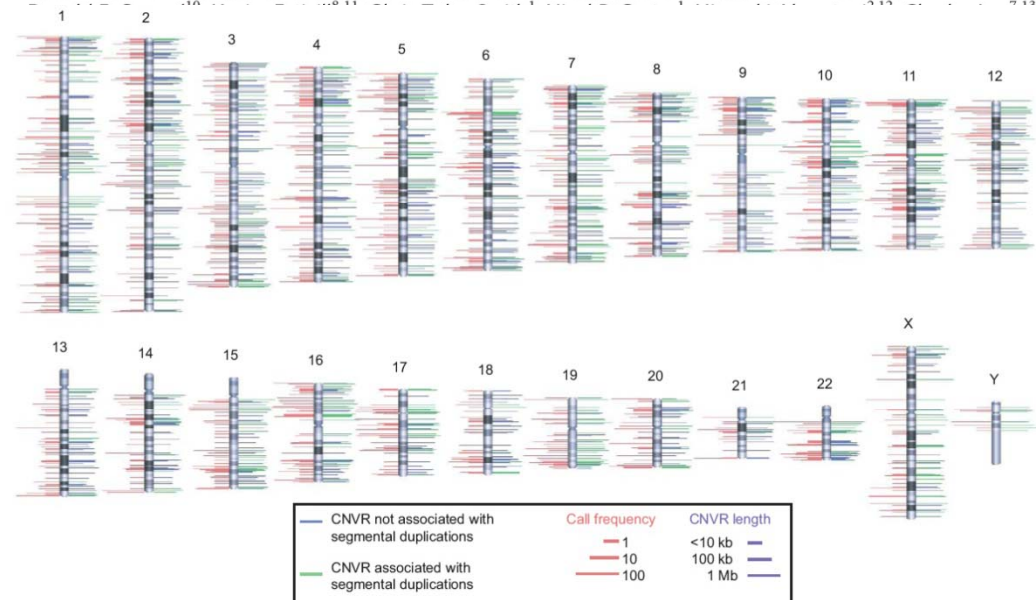 1 2 3 4 5 6 7 8 9 10 11 12
13 14 15 16 17 18 19 20 21 22 X Y
CNVR not associated with
segmental duplications
CNVR associated with
segmental duplications
Call frequency
1
10
100
CNVR length
<10 kb
100 kb
1 Mb